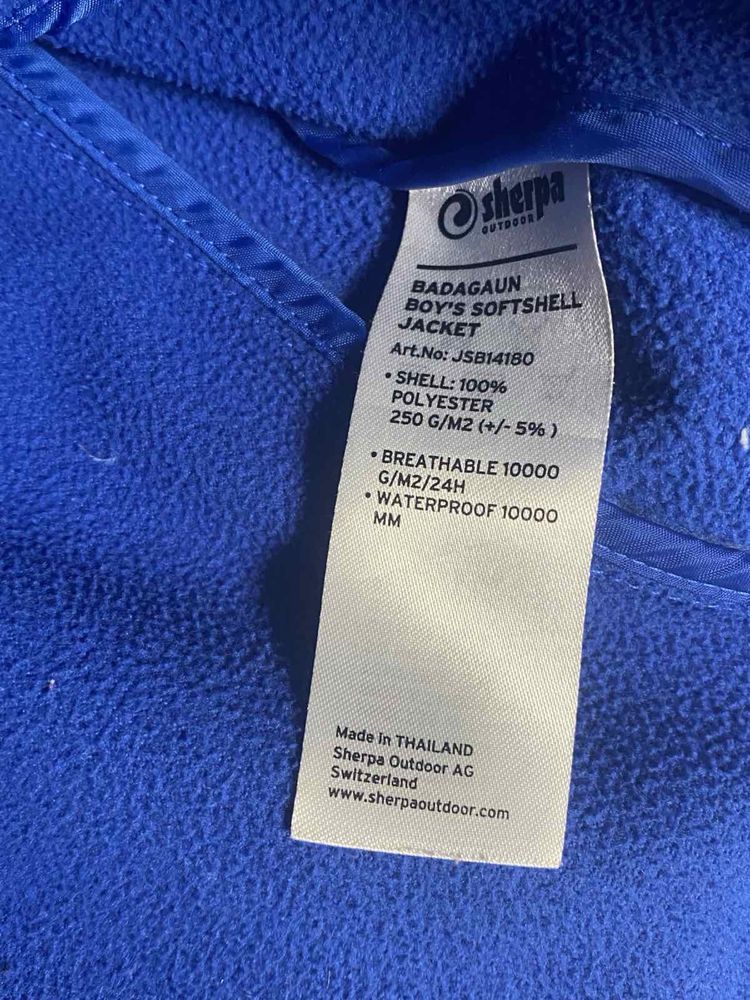 sherpa
OUTDOOR
BADAGAUN
BOY'S SOFTSHELL
JACKET
Art.No: JSB14180
• SHELL: 100%
POLYESTER
250 G/M2 (+/- 5% )
• BREATHABLE 10000
G/M2/24H
• WATERPROOF 10000
MM
Made in THAILAND
Sherpa Outdoor AG
Switzerland
www.sherpaoutdoor.com